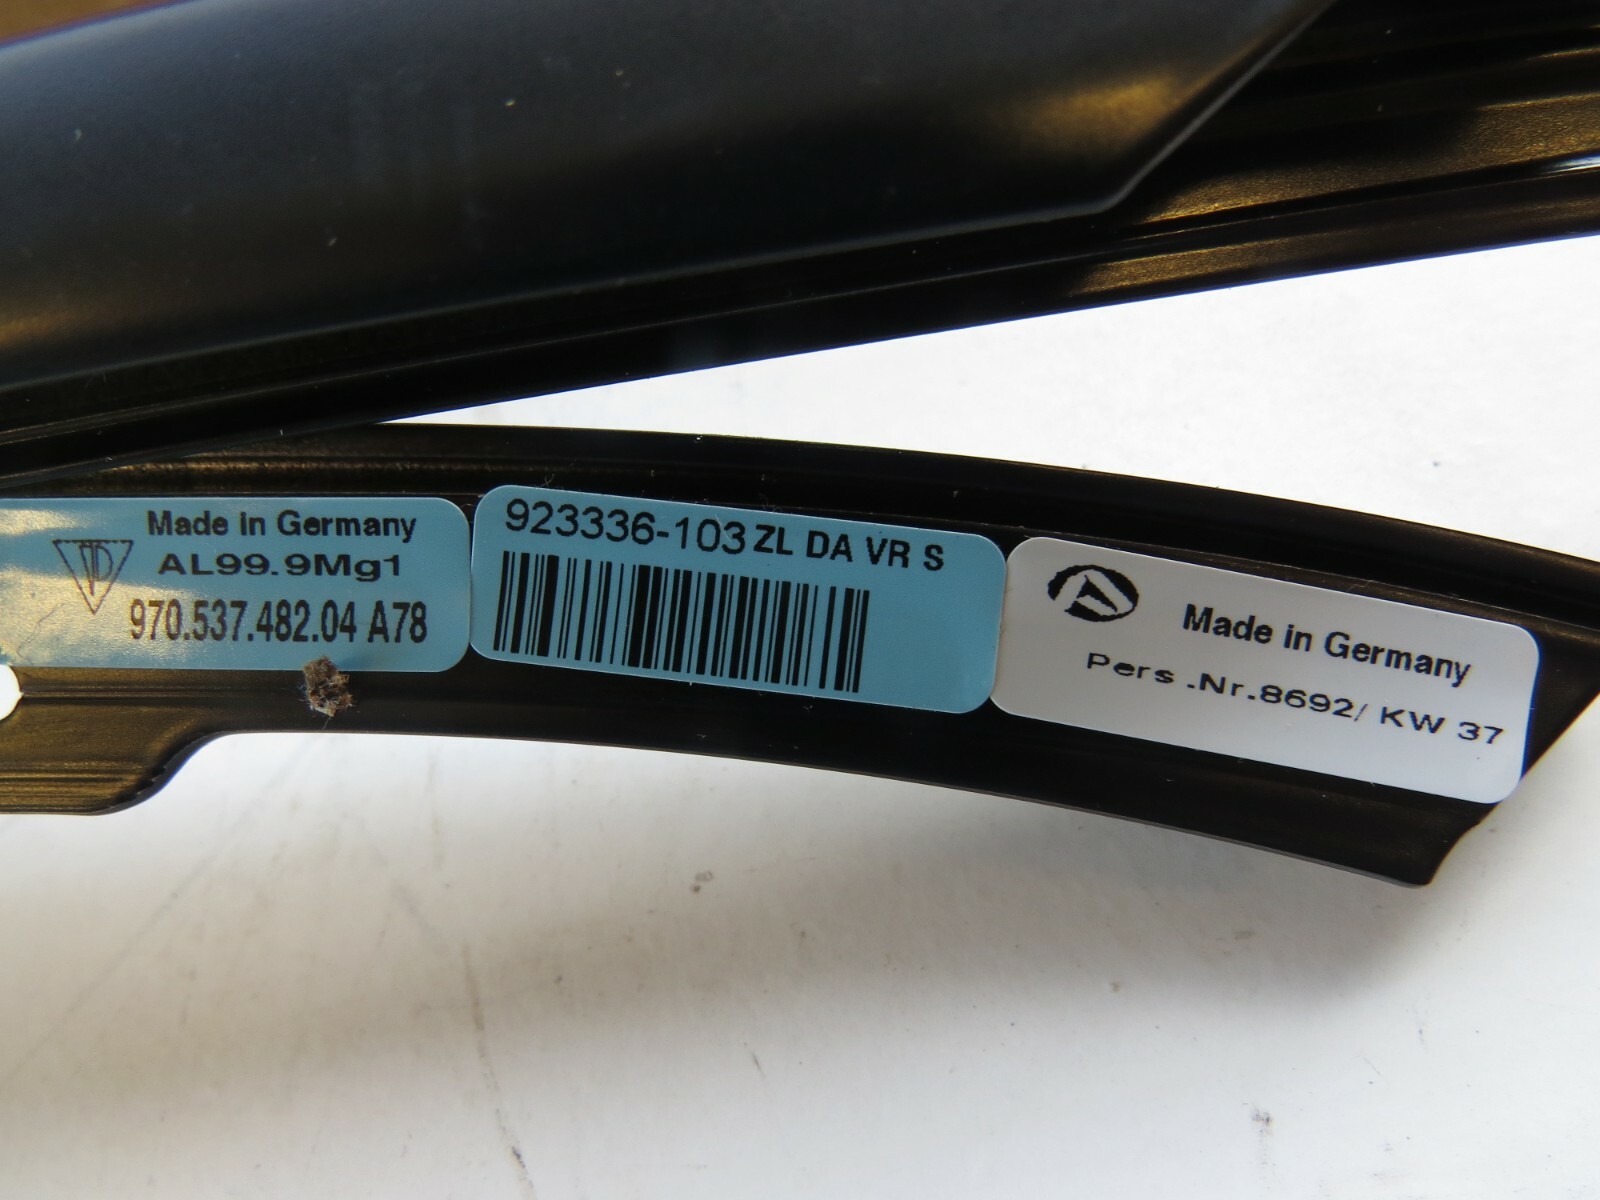 Made in Germany
AL99.9Mg1
970.537.482.04 A78
923336-103 ZL DA VR S
Made in Germany
Pers .Nr.8692/ KW 37